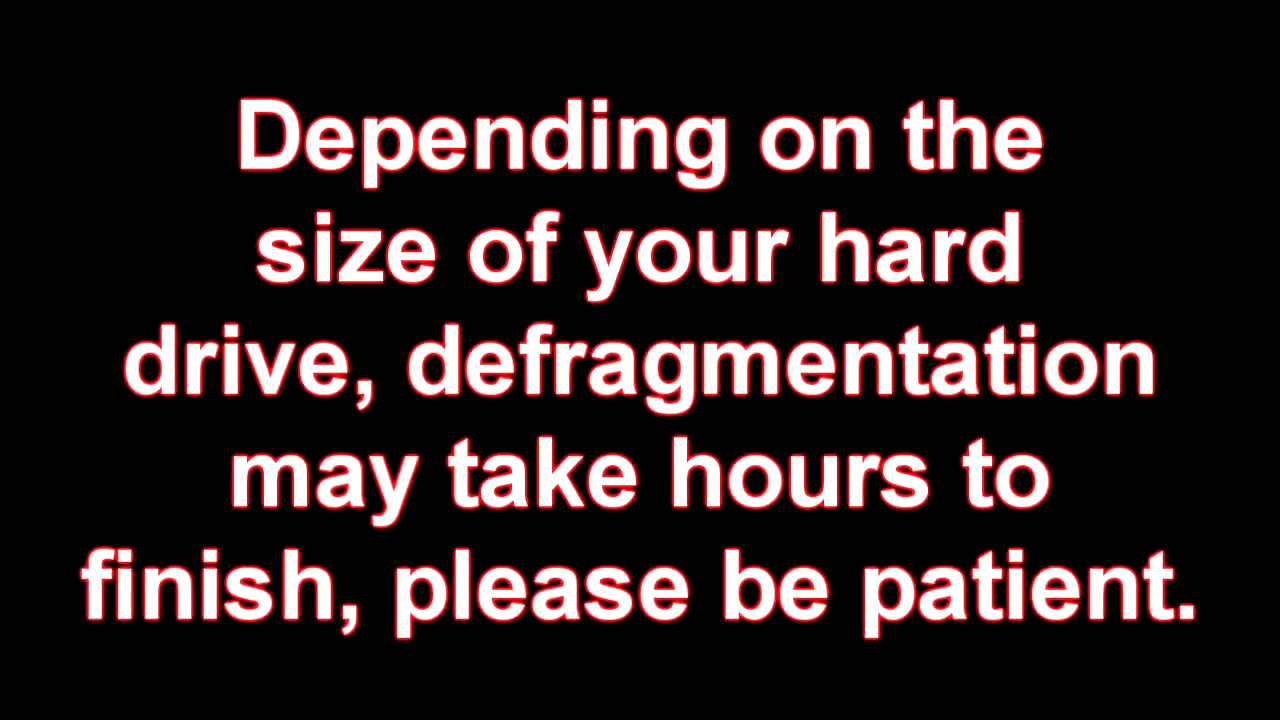 Depending on the
size of your hard
drive, defragmentation
may take hours to
finish, please be patient.